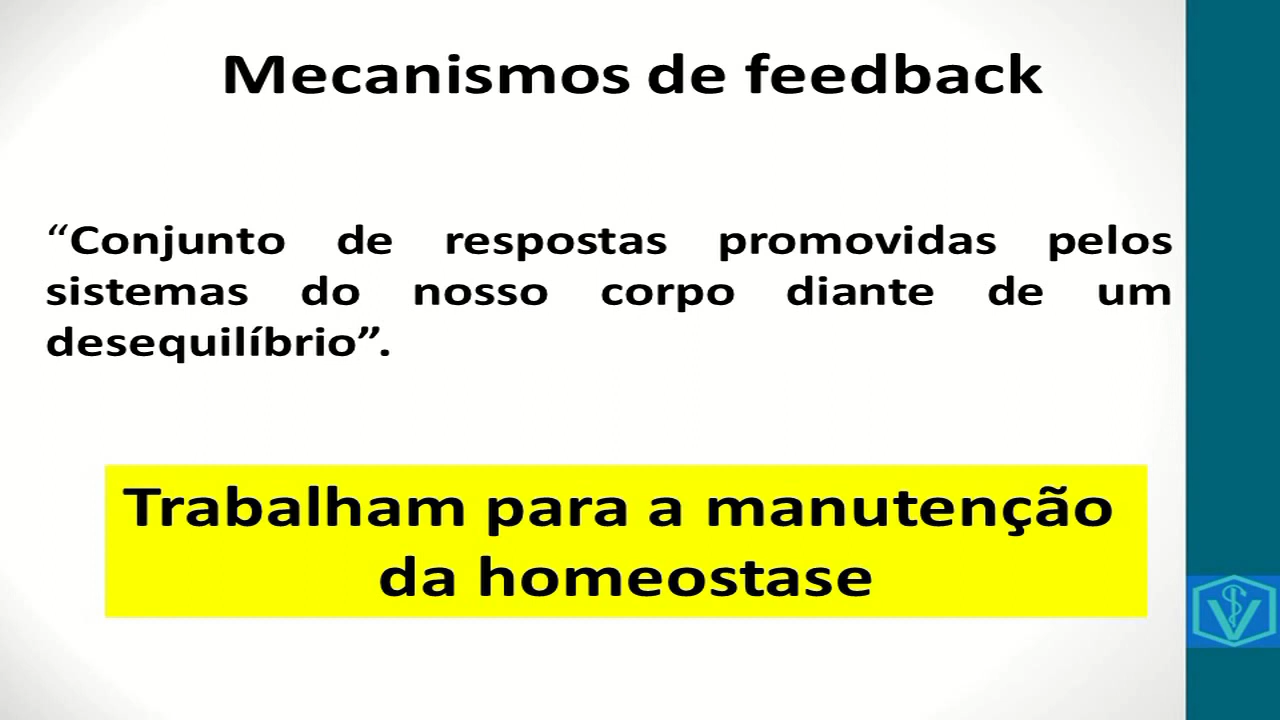 Mecanismos de feedback
“Conjunto de respostas promovidas pelos
sistemas do nosso corpo diante de um
desequilíbrio”.
Trabalham para a manutenção
da homeostase